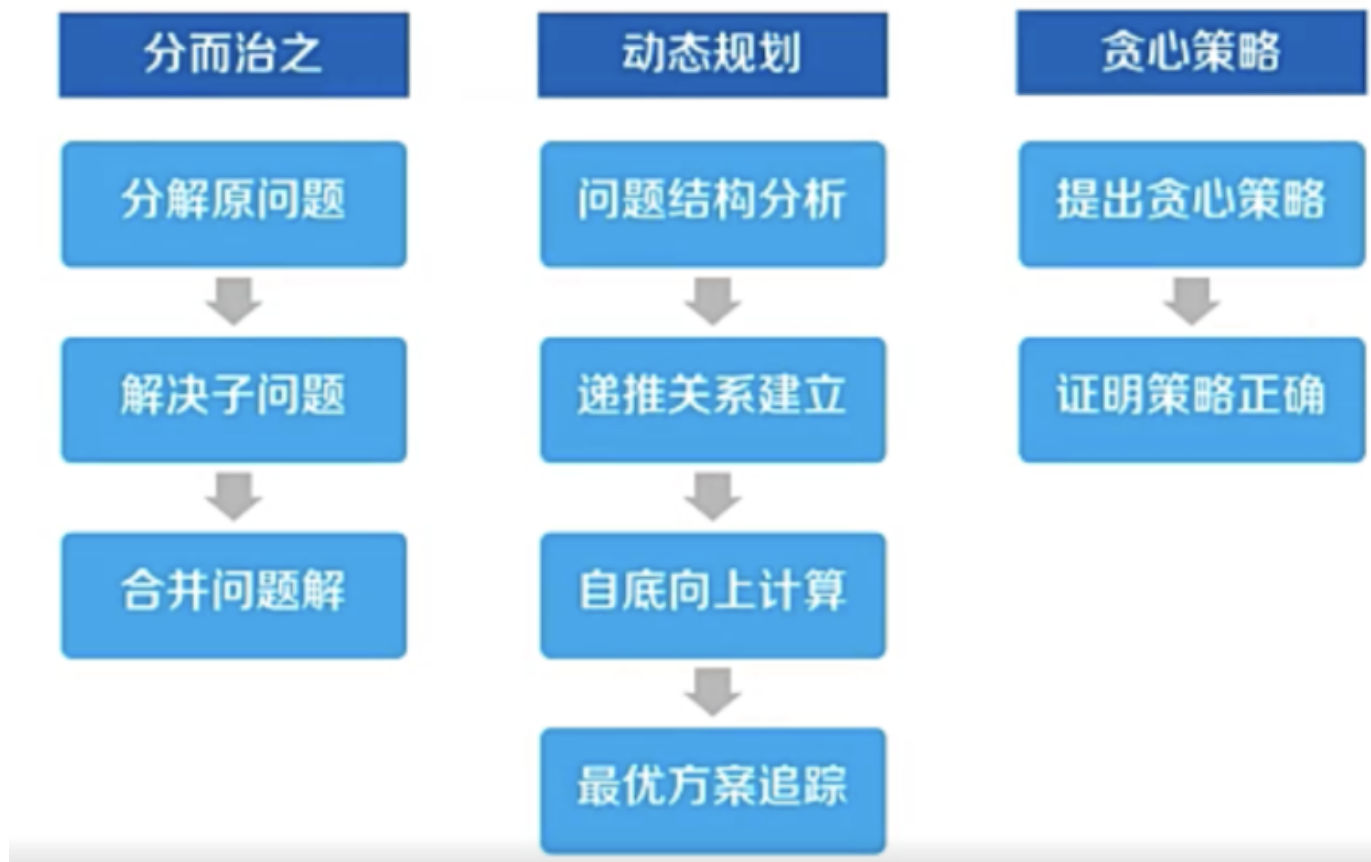 分而治之
分解原问题
解决子问题
合并问题解
动态规划
问题结构分析
递推关系建立
自底向上计算
最优方案追踪
贪心策略
提出贪心策略
证明策略正确